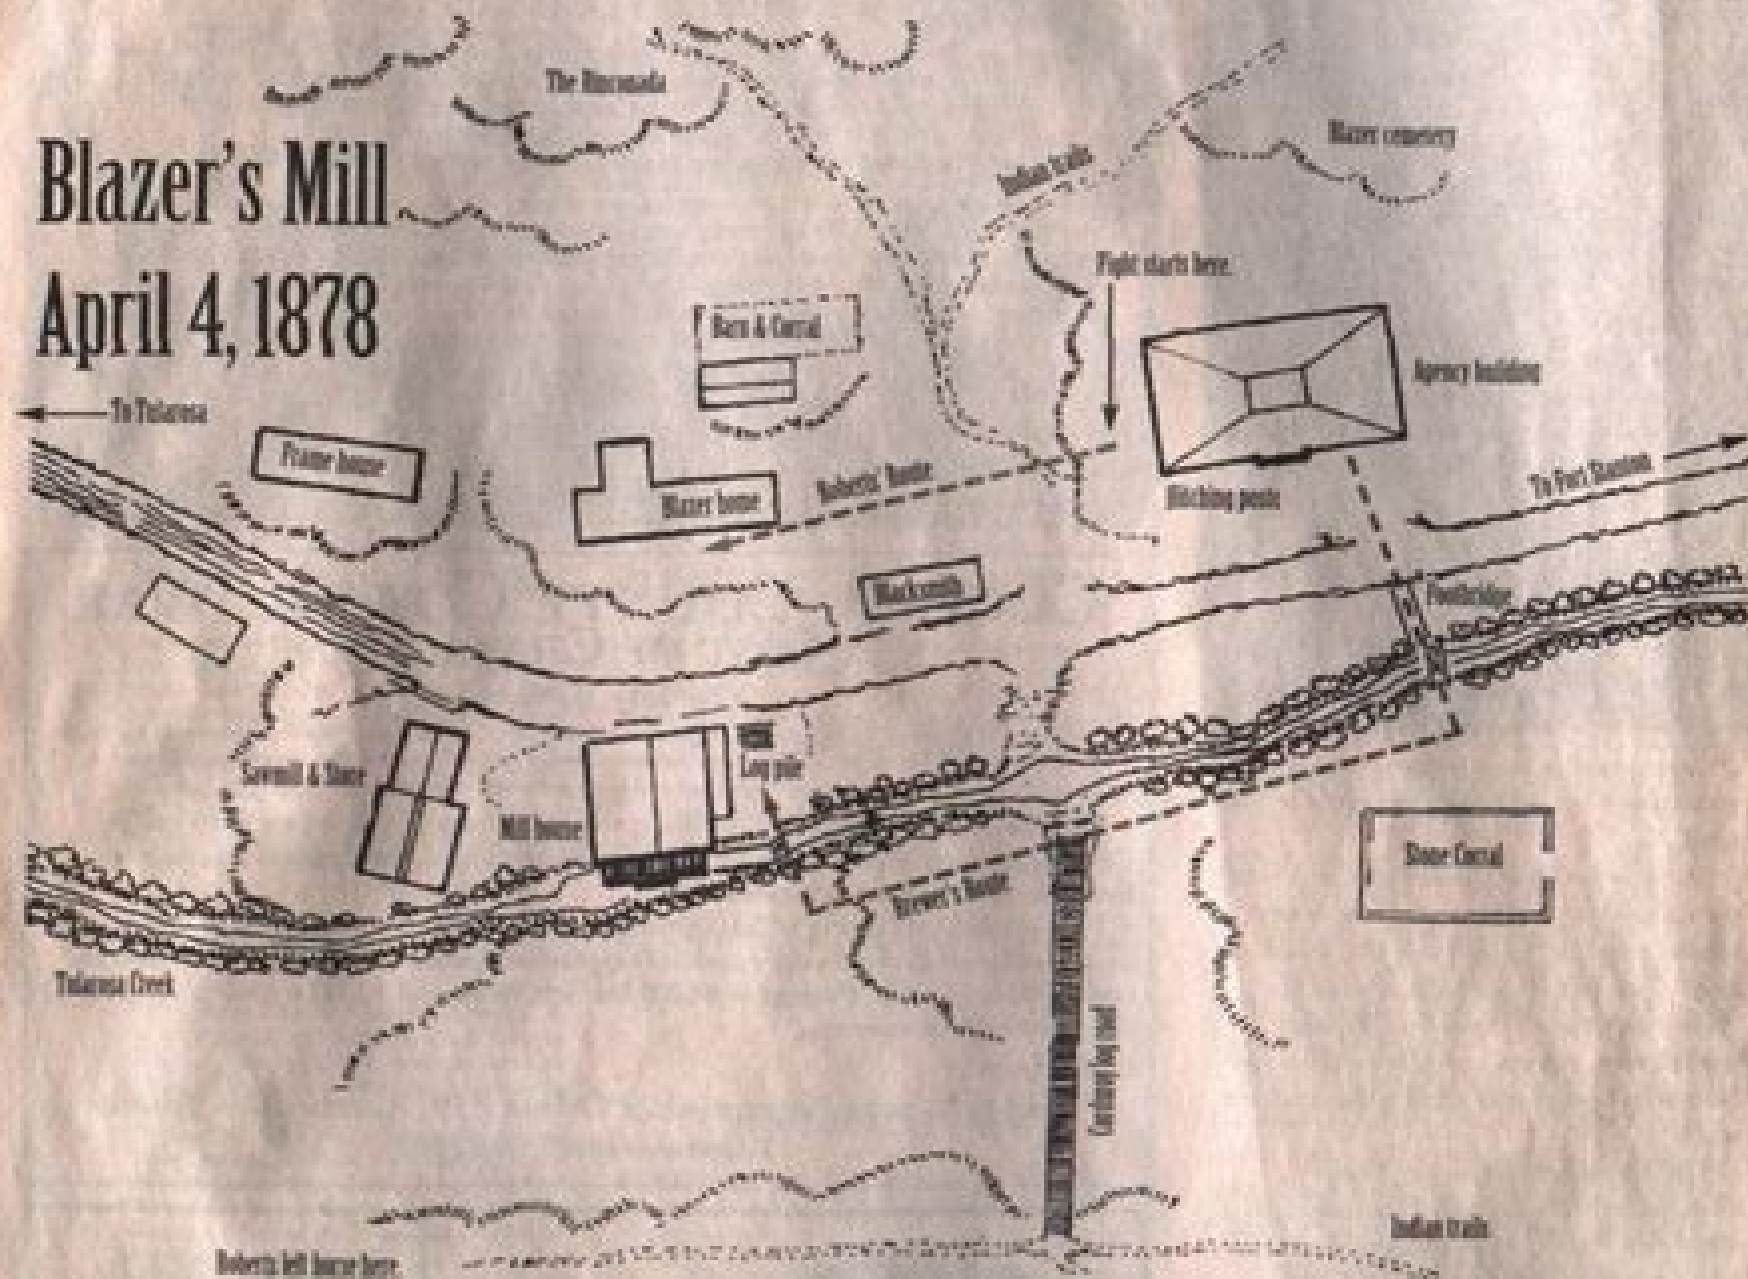 The Rinconada
Blazer cemetery
Blazer's Mill
April 4, 1878
Indian trails
Fight starts here.
Barn & Corral
Agency building
To Tularosa
Frame house
Blazer home
Roberts' Route
Hitching posts
To Fort Stanton
Blacksmith
Footbridge
Sawmill & Store
Log pile
Mill house
Stone Corral
Brewer's Route
Tularosa Creek
Corduroy log road
Indian trails
Roberts left horse here.